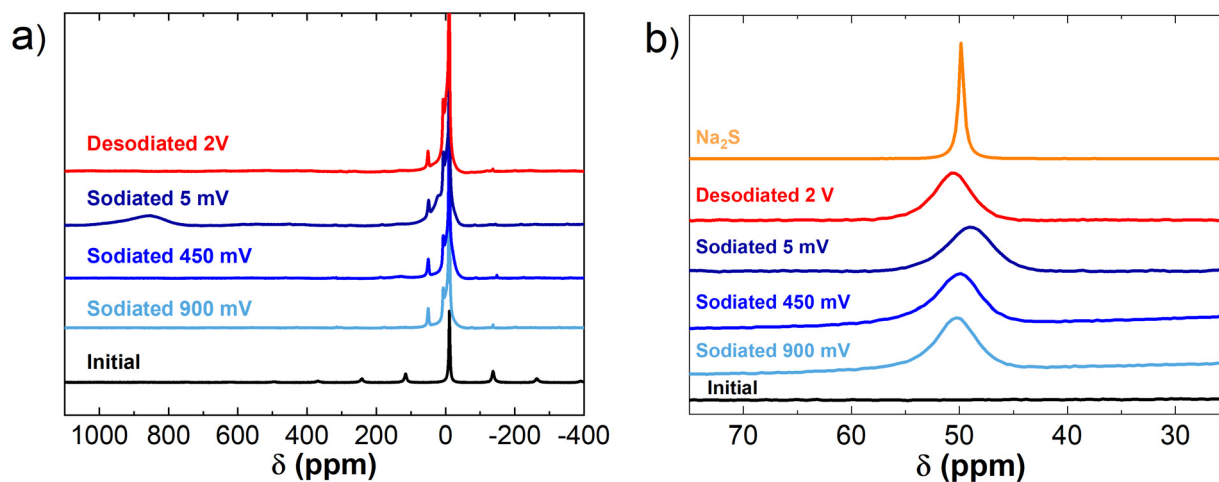 a)
Desodiated 2V
Sodiated 5 mV
Sodiated 450 mV
Sodiated 900 mV
Initial
1000 800 600 400 200 0 -200 -400
δ (ppm)
b)
Na₂S
Desodiated 2 V
Sodiated 5 mV
Sodiated 450 mV
Sodiated 900 mV
Initial
70 60 50 40 30
δ (ppm)